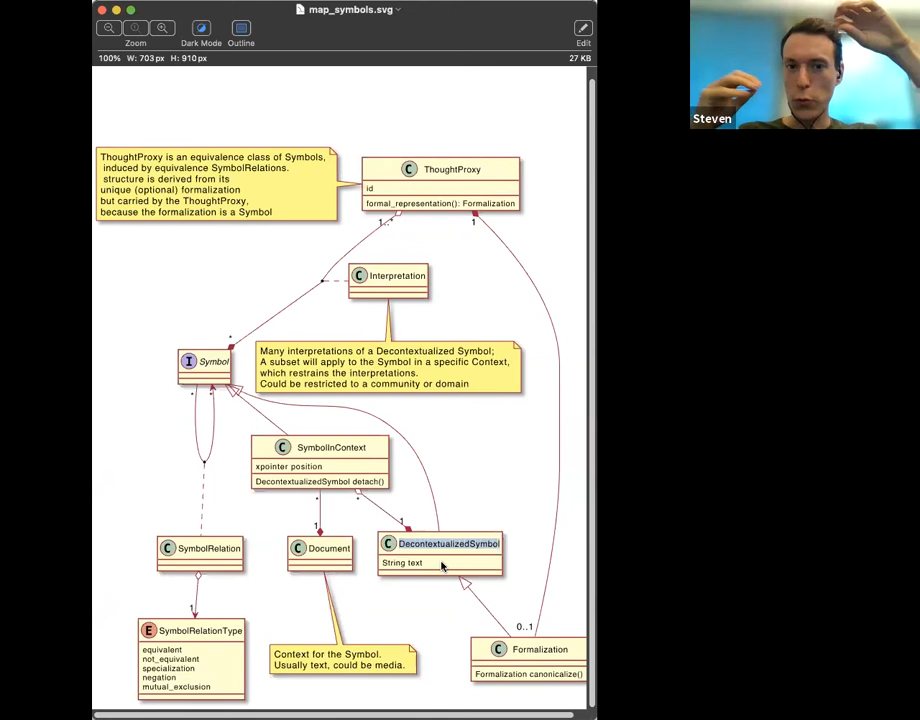 map_symbols.svg
Zoom
Dark Mode
Outline
Edit
100% W: 703 px H: 910 px
27 KB
Steven
ThoughtProxy is an equivalence class of Symbols,
induced by equivalence SymbolRelations.
structure is derived from its
unique (optional) formalization
but carried by the ThoughtProxy,
because the formalization is a Symbol
C ThoughtProxy
id
formal_representation(): Formalization
1..*
1
C Interpretation
*
Many interpretations of a Decontextualized Symbol;
A subset will apply to the Symbol in a specific Context,
which restrains the interpretations.
Could be restricted to a community or domain
I Symbol
* *
C SymbolInContext
xpointer position
DecontextualizedSymbol detach()
* *
1 1
C SymbolRelation
C Document
C DecontextualizedSymbol
String text
1
0..1
E SymbolRelationType
equivalent
not_equivalent
specialization
negation
mutual_exclusion
Context for the Symbol.
Usually text, could be media.
C Formalization
Formalization canonicalize()